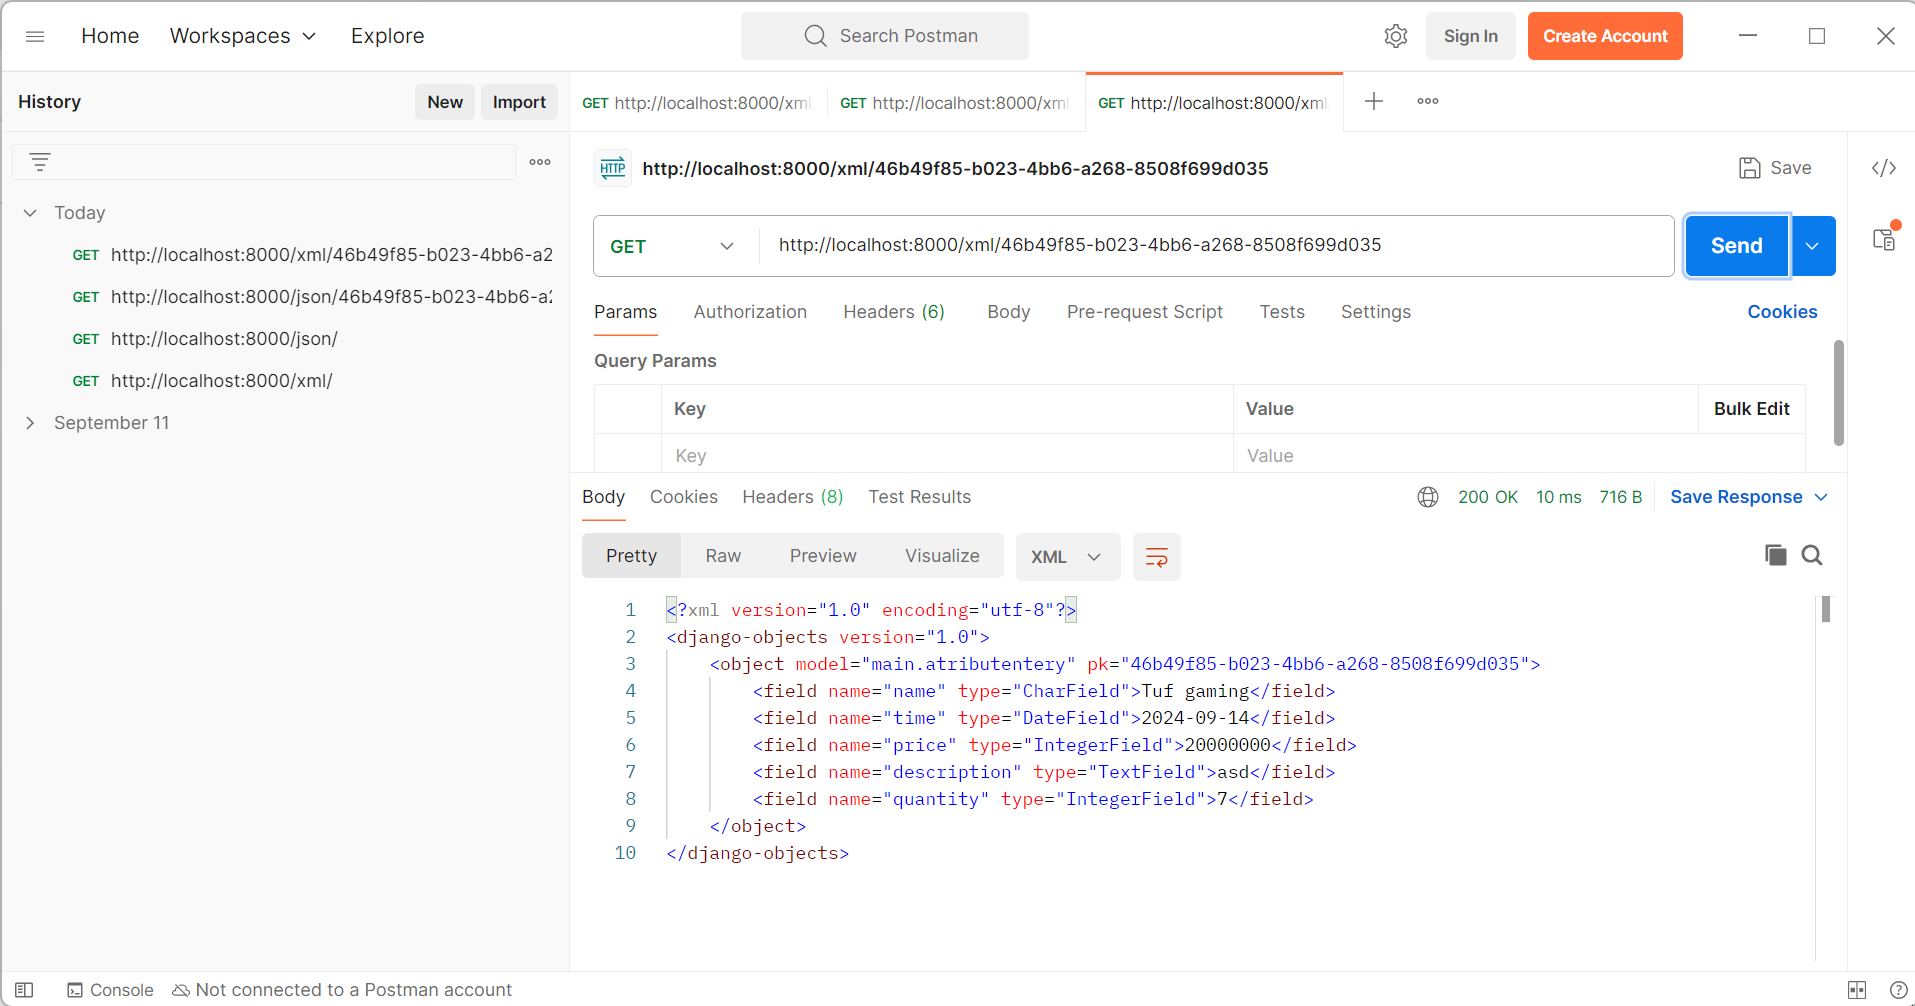 Home Workspaces Explore Search Postman Sign In Create Account
History New Import
GET http://localhost:8000/xml GET http://localhost:8000/xml GET http://localhost:8000/xml
HTTP http://localhost:8000/xml/46b49f85-b023-4bb6-a268-8508f699d035 Save
Today
GET http://localhost:8000/xml/46b49f85-b023-4bb6-a2
GET http://localhost:8000/json/46b49f85-b023-4bb6-a2
GET http://localhost:8000/json/
GET http://localhost:8000/xml/
September 11
GET http://localhost:8000/xml/46b49f85-b023-4bb6-a268-8508f699d035 Send
Params Authorization Headers (6) Body Pre-request Script Tests Settings Cookies
Query Params
Key Value Bulk Edit
Key Value
Body Cookies Headers (8) Test Results 200 OK 10 ms 716 B Save Response
Pretty Raw Preview Visualize XML
1 <?xml version="1.0" encoding="utf-8"?>
2 <django-objects version="1.0">
3 <object model="main.atributentery" pk="46b49f85-b023-4bb6-a268-8508f699d035">
4 <field name="name" type="CharField">Tuf gaming</field>
5 <field name="time" type="DateField">2024-09-14</field>
6 <field name="price" type="IntegerField">20000000</field>
7 <field name="description" type="TextField">asd</field>
8 <field name="quantity" type="IntegerField">7</field>
9 </object>
10 </django-objects>
Console Not connected to a Postman account